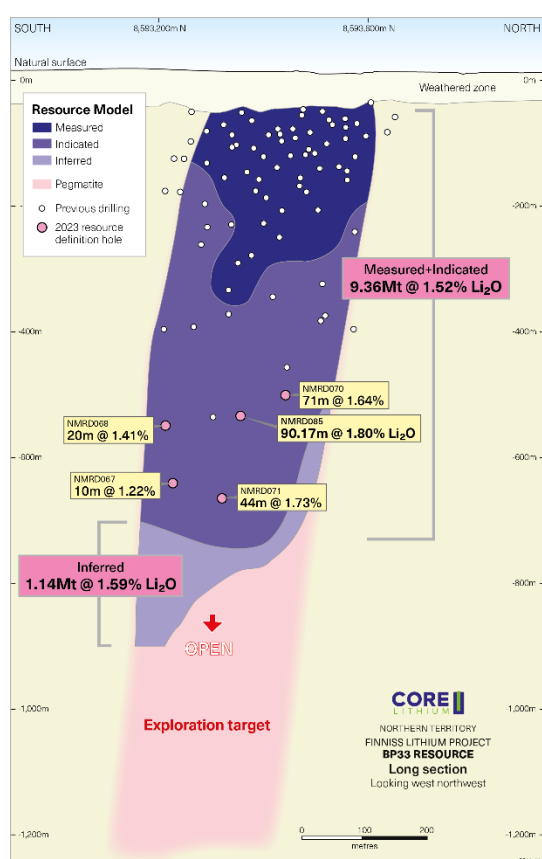 SOUTH
8,593,200m N
8,593,800m N
NORTH
Natural surface
0m
0m
Weathered zone
Resource Model
Measured
Indicated
Inferred
Pegmatite
Previous drilling
2023 resource
definition hole
-200m
-200m
Measured+Indicated
9.36Mt @ 1.52% Li₂O
-400m
-400m
NMRD070
71m @ 1.64%
NMRD068
20m @ 1.41%
NMRD085
90.17m @ 1.80% Li₂O
-600m
-600m
NMRD067
10m @ 1.22%
NMRD071
44m @ 1.73%
Inferred
1.14Mt @ 1.59% Li₂O
-800m
-800m
OPEN
Exploration target
CORE
LITHIUM
-1,000m
-1,000m
NORTHERN TERRITORY
FINNISS LITHIUM PROJECT
BP33 RESOURCE
Long section
Looking west northwest
0 100 200
metres
-1,200m
-1,200m